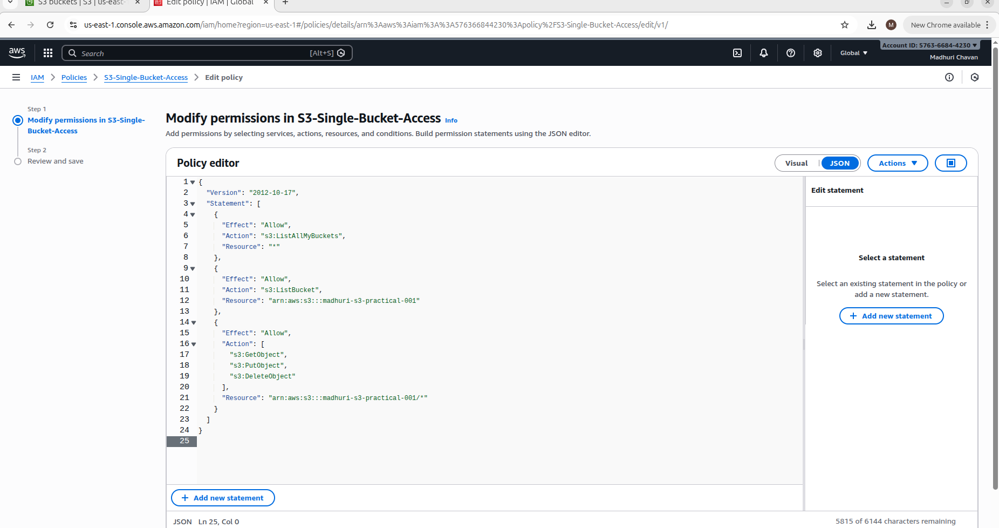 S3 buckets | S3 | us-east-
Edit policy | IAM | Global
us-east-1.console.aws.amazon.com/iam/home?region=us-east-1#/policies/details/arn%3Aaws%3Aiam%3A%3A576366844230%3Apolicy%2FS3-Single-Bucket-Access/edit/v1/
M
New Chrome available
aws
Search
[Alt+S]
Global
Account ID: 5763-6684-4230
Madhuri Chavan
IAM
Policies
S3-Single-Bucket-Access
Edit policy
Step 1
Modify permissions in S3-Single-
Bucket-Access
Step 2
Review and save
Modify permissions in S3-Single-Bucket-Access Info
Add permissions by selecting services, actions, resources, and conditions. Build permission statements using the JSON editor.
Policy editor
Visual
JSON
Actions
1 {
2 "Version": "2012-10-17",
3 "Statement": [
4 {
5 "Effect": "Allow",
6 "Action": "s3:ListAllMyBuckets",
7 "Resource": "*"
8 },
9 {
10 "Effect": "Allow",
11 "Action": "s3:ListBucket",
12 "Resource": "arn:aws:s3:::madhuri-s3-practical-001"
13 },
14 {
15 "Effect": "Allow",
16 "Action": [
17 "s3:GetObject",
18 "s3:PutObject",
19 "s3:DeleteObject"
20 ],
21 "Resource": "arn:aws:s3:::madhuri-s3-practical-001/*"
22 }
23 ]
24 }
25
Edit statement
Select a statement
Select an existing statement in the policy or
add a new statement.
+ Add new statement
+ Add new statement
JSON Ln 25, Col 0
5815 of 6144 characters remaining